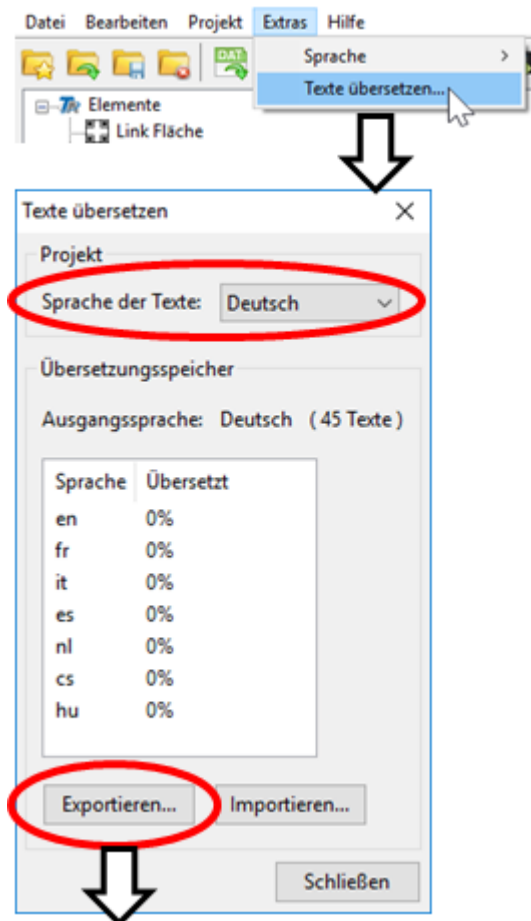 Datei Bearbeiten Projekt Extras Hilfe
DAT
Sprache >
Texte übersetzen...
Elemente
Link Fläche
Texte übersetzen
Projekt
Sprache der Texte: Deutsch
Übersetzungsspeicher
Ausgangssprache: Deutsch ( 45 Texte )
Sprache Übersetzt
en 0%
fr 0%
it 0%
es 0%
nl 0%
cs 0%
hu 0%
Exportieren... Importieren...
Schließen